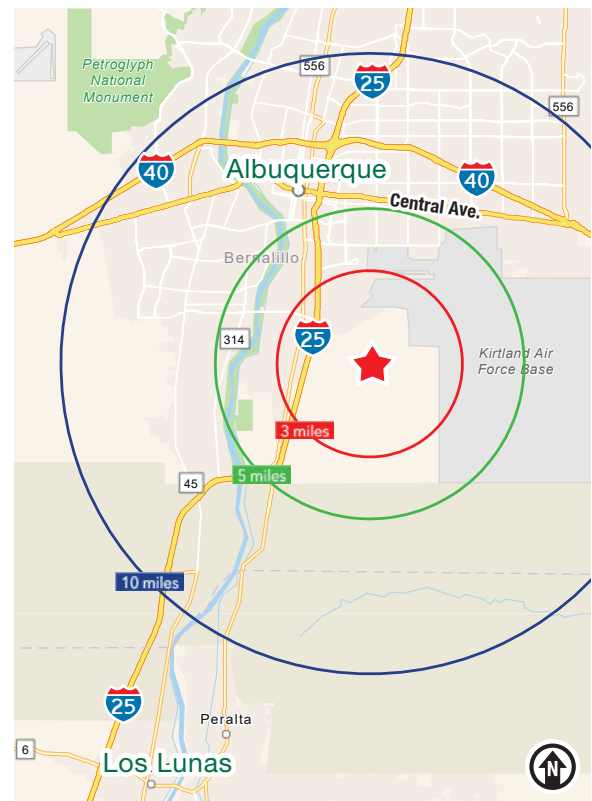 Petroglyph
National
Monument
556
25
556
40
Albuquerque
40
Central Ave.
Bernalillo
314
25
Kirtland Air
Force Base
3 miles
5 miles
45
10 miles
25
Peralta
6
Los Lunas
N